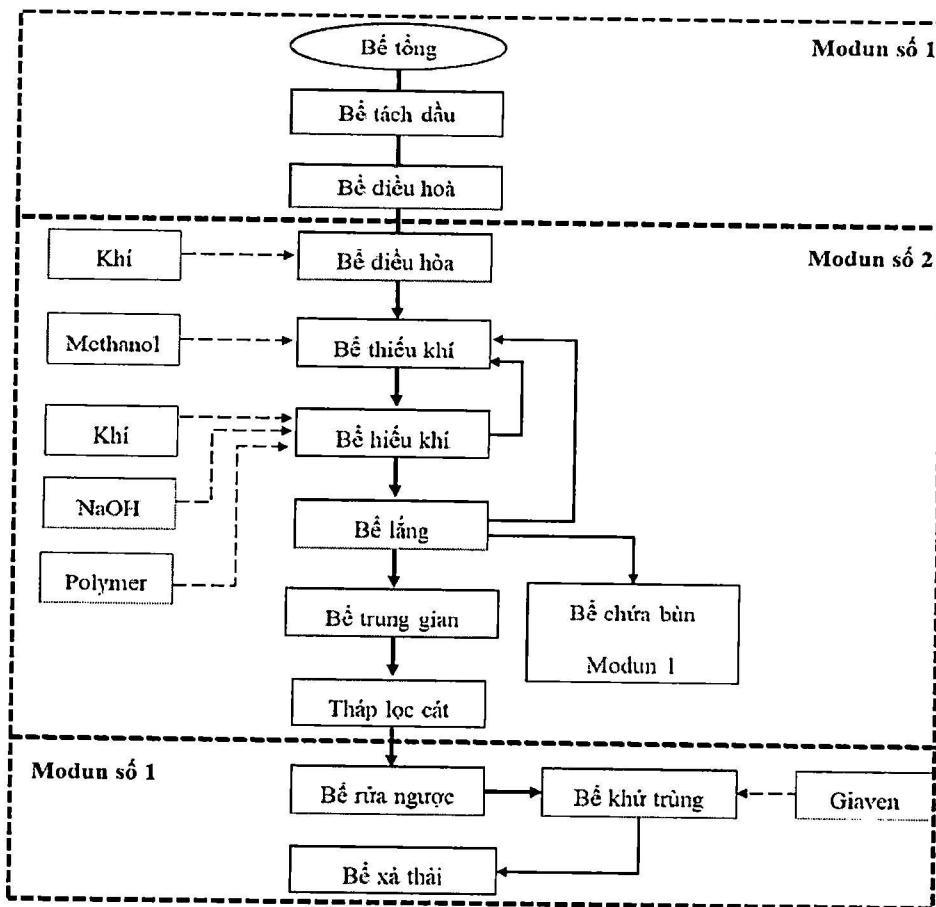 Bể tổng
Modun số 1
Bể tách dầu
Bể điều hoà
Khí
Bể điều hòa
Modun số 2
Methanol
Bể thiếu khí
Khí
Bể hiếu khí
NaOH
Bể lắng
Polymer
Bể trung gian
Bể chứa bùn
Modun 1
Tháp lọc cát
Modun số 1
Bể rửa ngược
Bể khử trùng
Giaven
Bể xả thải